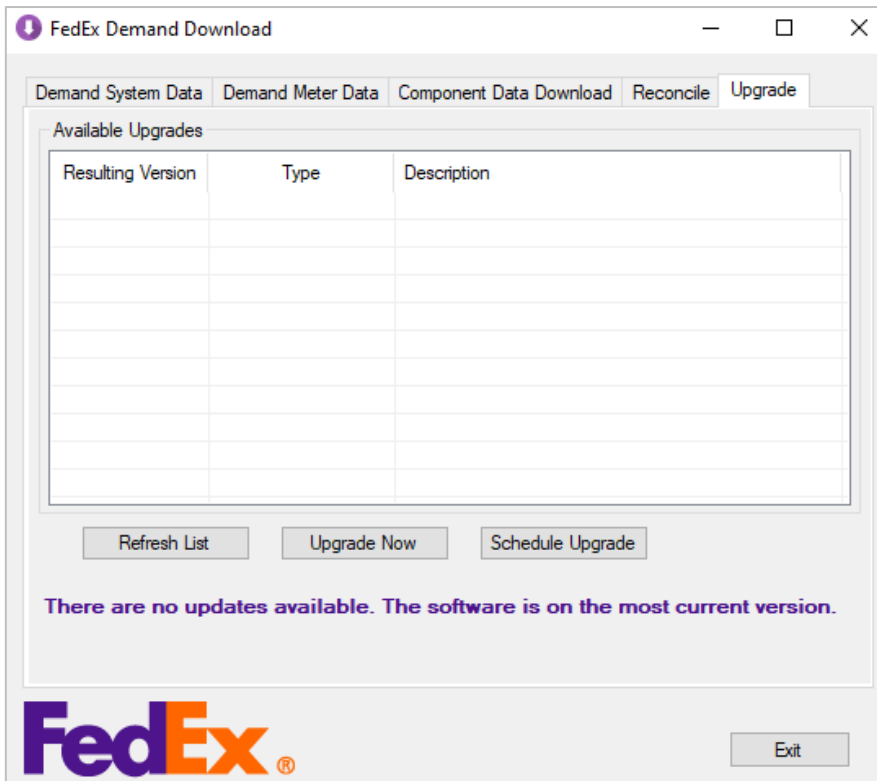 FedEx Demand Download
Demand System Data Demand Meter Data Component Data Download Reconcile Upgrade
Available Upgrades
Resulting Version Type Description
Refresh List Upgrade Now Schedule Upgrade
There are no updates available. The software is on the most current version.
FedEx®
Exit